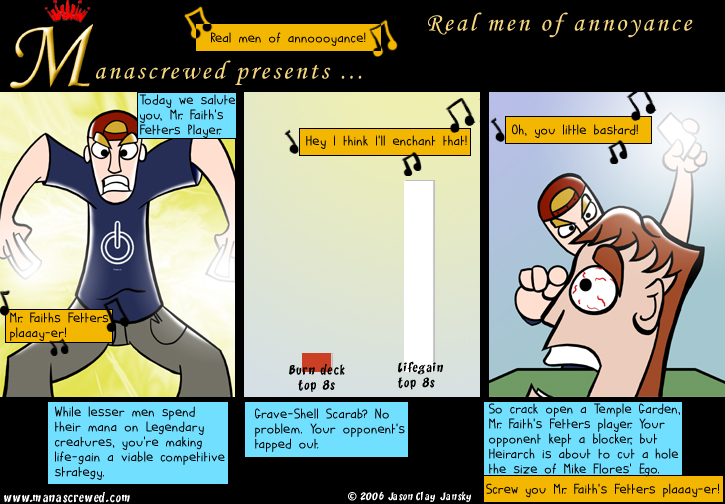 Real men of annoyance
Real men of annoooyance!
Manascrewed presents ...
Today we salute
you, Mr. Faith's
Fetters Player.
Mr. Faiths Fetters
plaaay-er!
While lesser men spend
their mana on Legendary
creatures, you're making
life-gain a viable competitive
strategy.
Hey I think I'll enchant that!
Burn deck
top 8s
Lifegain
top 8s
Grave-Shell Scarab? No
problem. Your opponent's
tapped out.
Oh, you little bastard!
So crack open a Temple Garden,
Mr. Faith's Fetters player. Your
opponent kept a blocker, but
Heirarch is about to cut a hole
the size of Mike Flores' Ego.
Screw you Mr. Faith's Fetters plaaay-er!
www.manascrewed.com
© 2006 Jason Clay Jansky